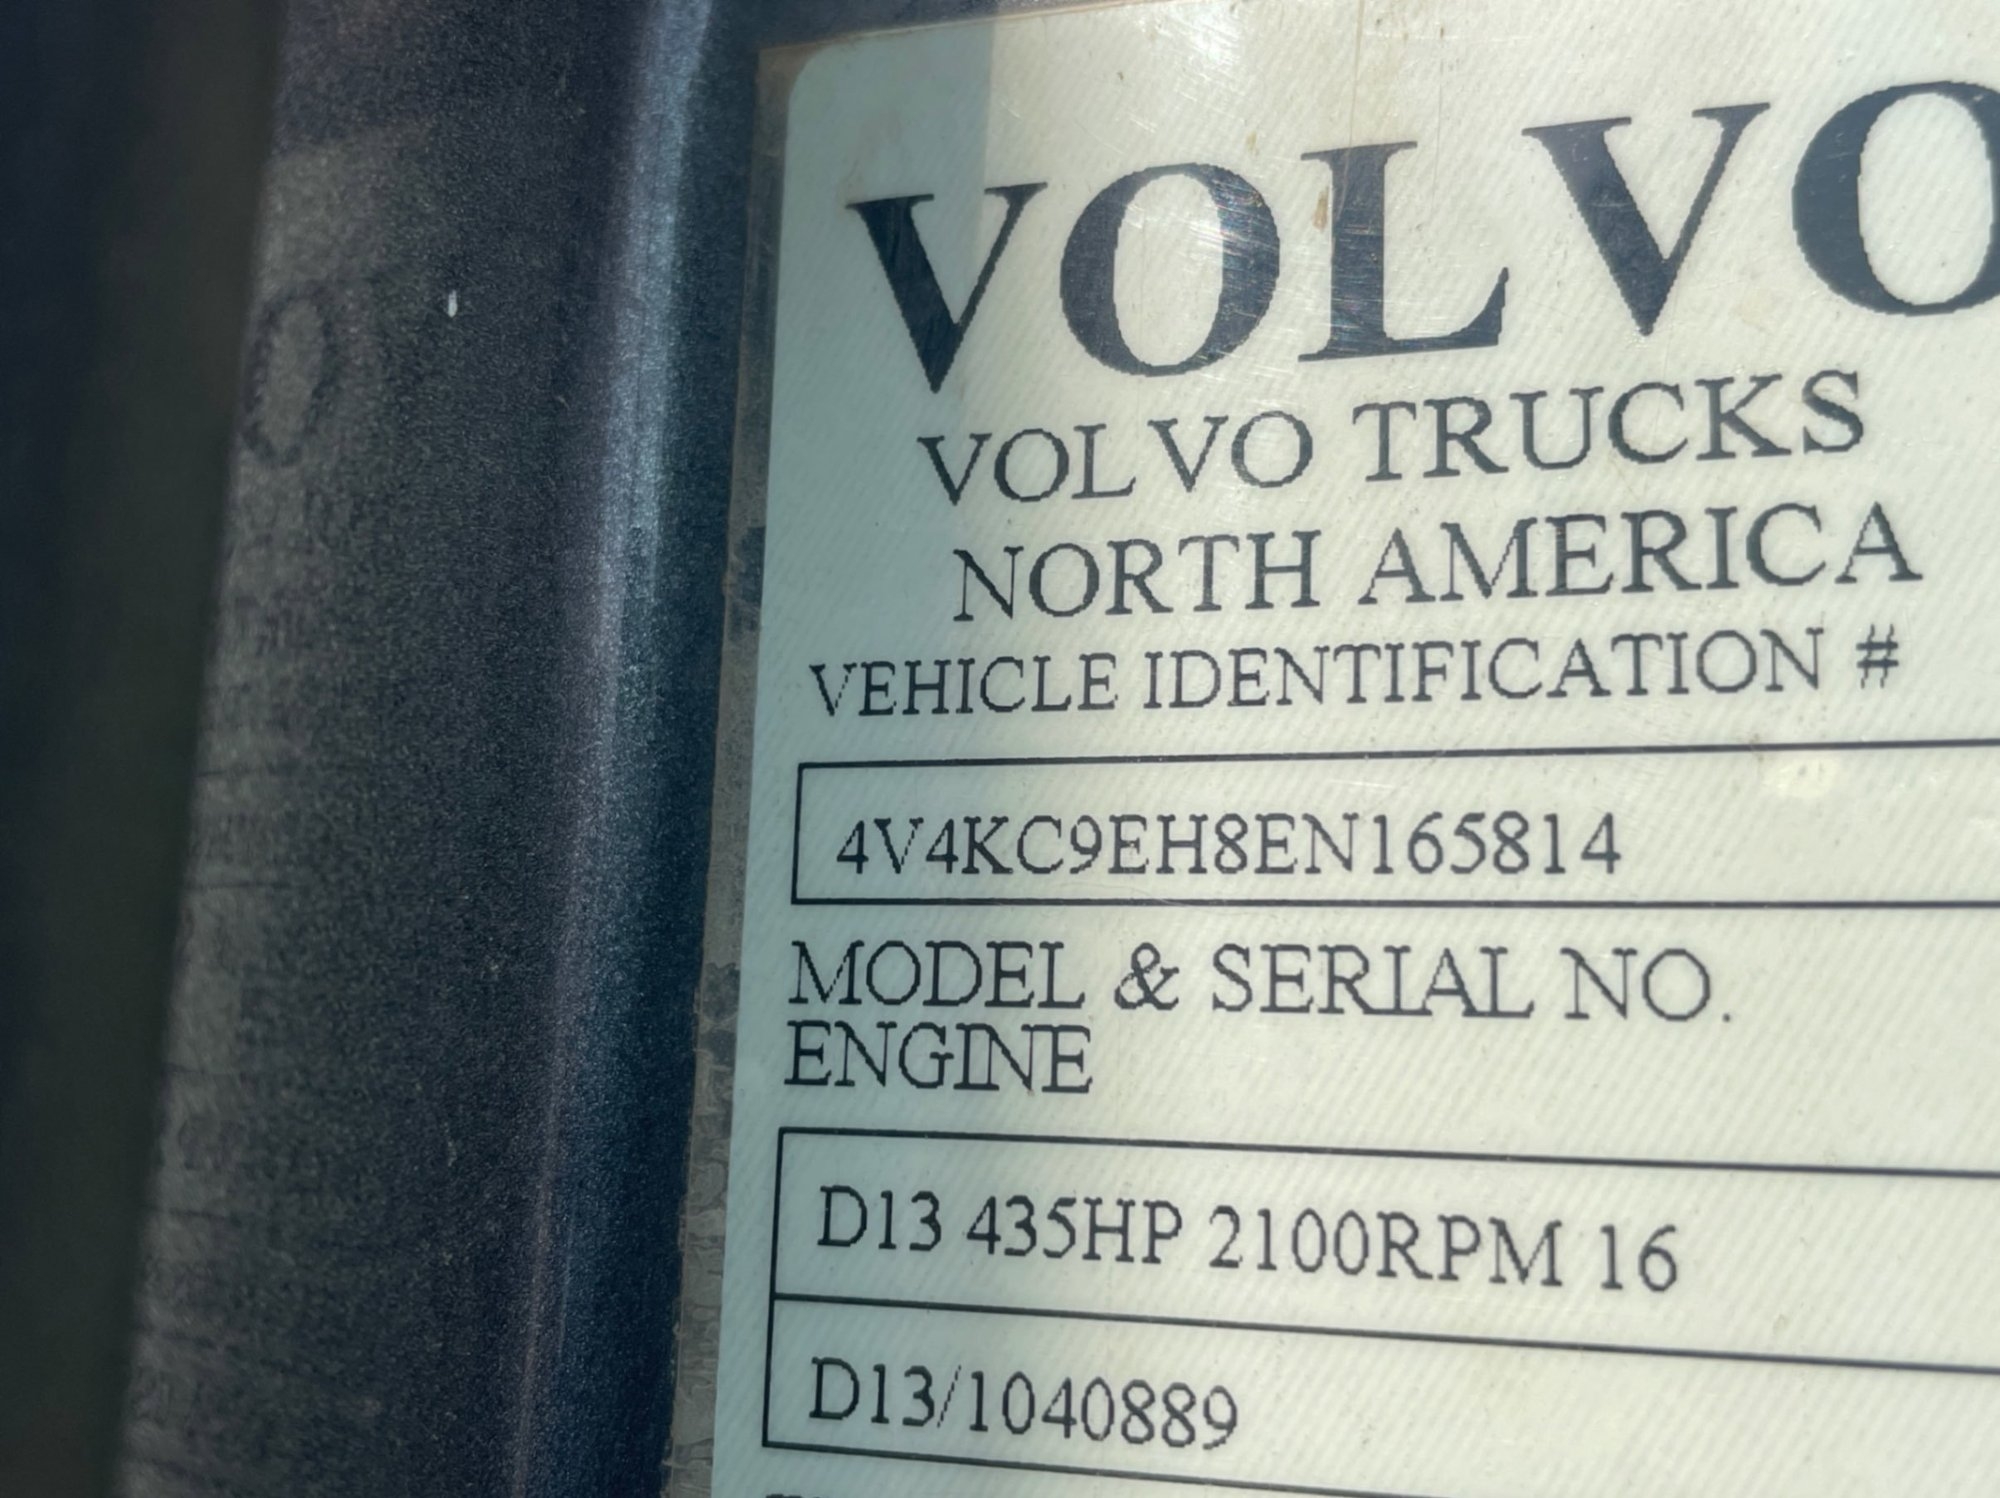 VOLVO
VOLVO TRUCKS
NORTH AMERICA
VEHICLE IDENTIFICATION #
4V4KC9EH8EN165814
MODEL & SERIAL NO.
ENGINE
D13 435HP 2100RPM 16
D13/1040889